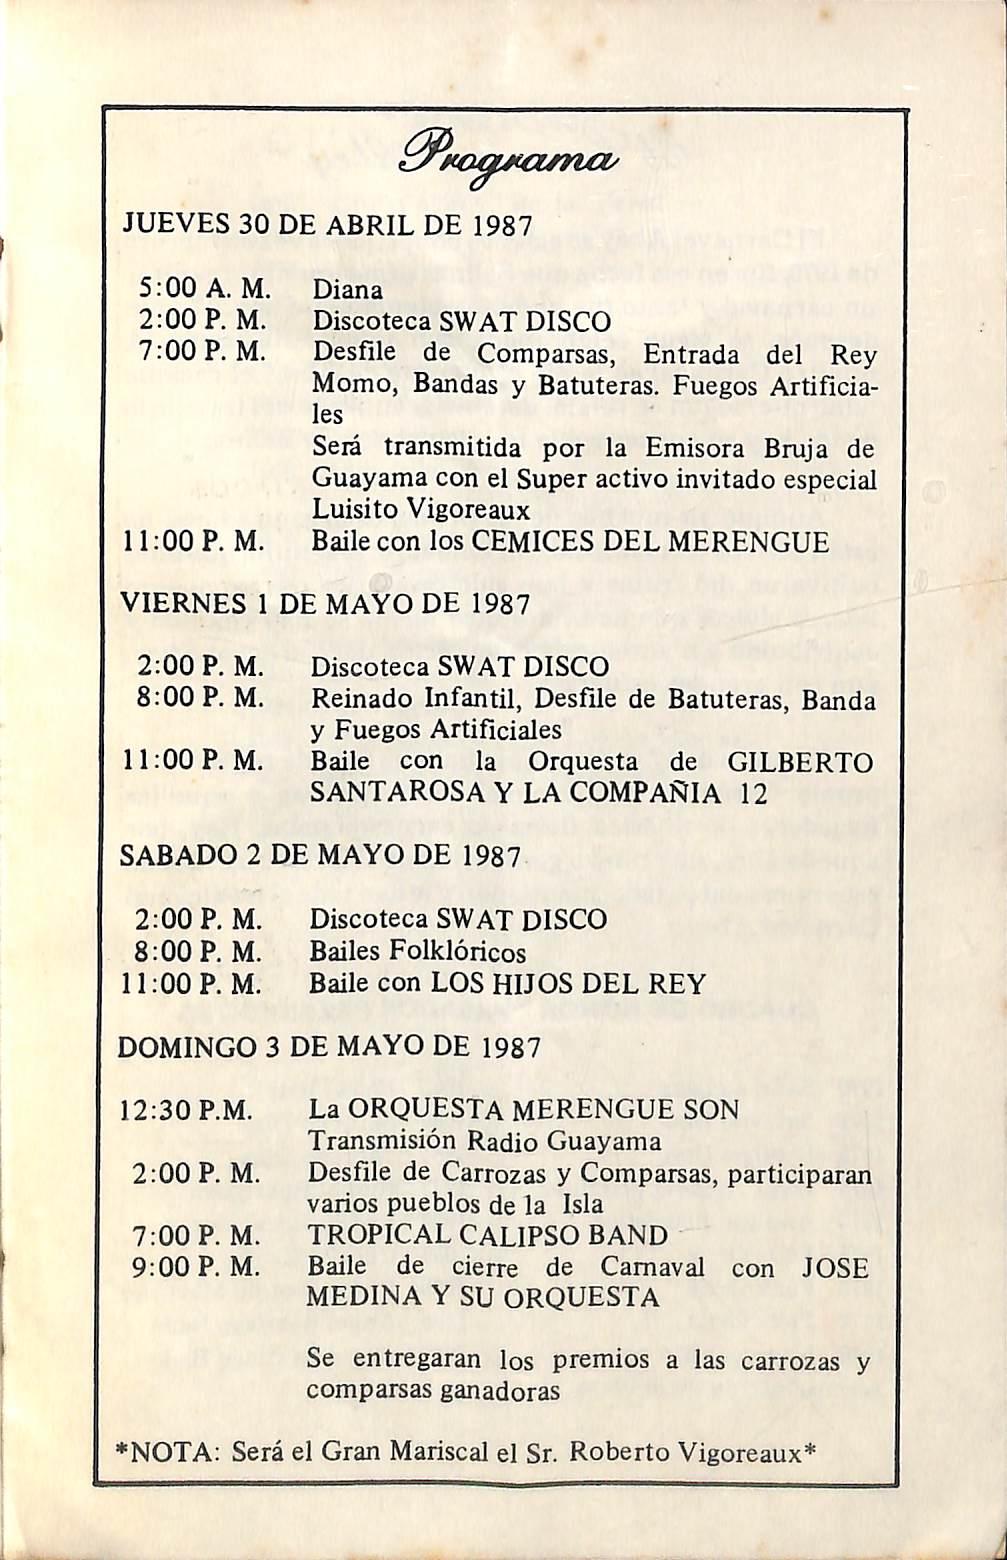 Programa
JUEVES 30 DE ABRIL DE 1987
5:00 A. M. Diana
2:00 P. M. Discoteca SWAT DISCO
7:00 P. M. Desfile de Comparsas, Entrada del Rey
Momo, Bandas y Batuteras. Fuegos Artificia-
les
Será transmitida por la Emisora Bruja de
Guayama con el Super activo invitado especial
Luisito Vigoreaux
11:00 P. M. Baile con los CEMICES DEL MERENGUE
VIERNES 1 DE MAYO DE 1987
2:00 P. M. Discoteca SWAT DISCO
8:00 P. M. Reinado Infantil, Desfile de Batuteras, Banda
y Fuegos Artificiales
11:00 P. M. Baile con la Orquesta de GILBERTO
SANTAROSA Y LA COMPAÑIA 12
SABADO 2 DE MAYO DE 1987
2:00 P. M. Discoteca SWAT DISCO
8:00 P. M. Bailes Folklóricos
11:00 P. M. Baile con LOS HIJOS DEL REY
DOMINGO 3 DE MAYO DE 1987
12:30 P.M. La ORQUESTA MERENGUE SON
Transmisión Radio Guayama
2:00 P. M. Desfile de Carrozas y Comparsas, participaran
varios pueblos de la Isla
7:00 P. M. TROPICAL CALIPSO BAND
9:00 P. M. Baile de cierre de Carnaval con JOSE
MEDINA Y SU ORQUESTA
Se entregaran los premios a las carrozas y
comparsas ganadoras
*NOTA: Será el Gran Mariscal el Sr. Roberto Vigoreaux*